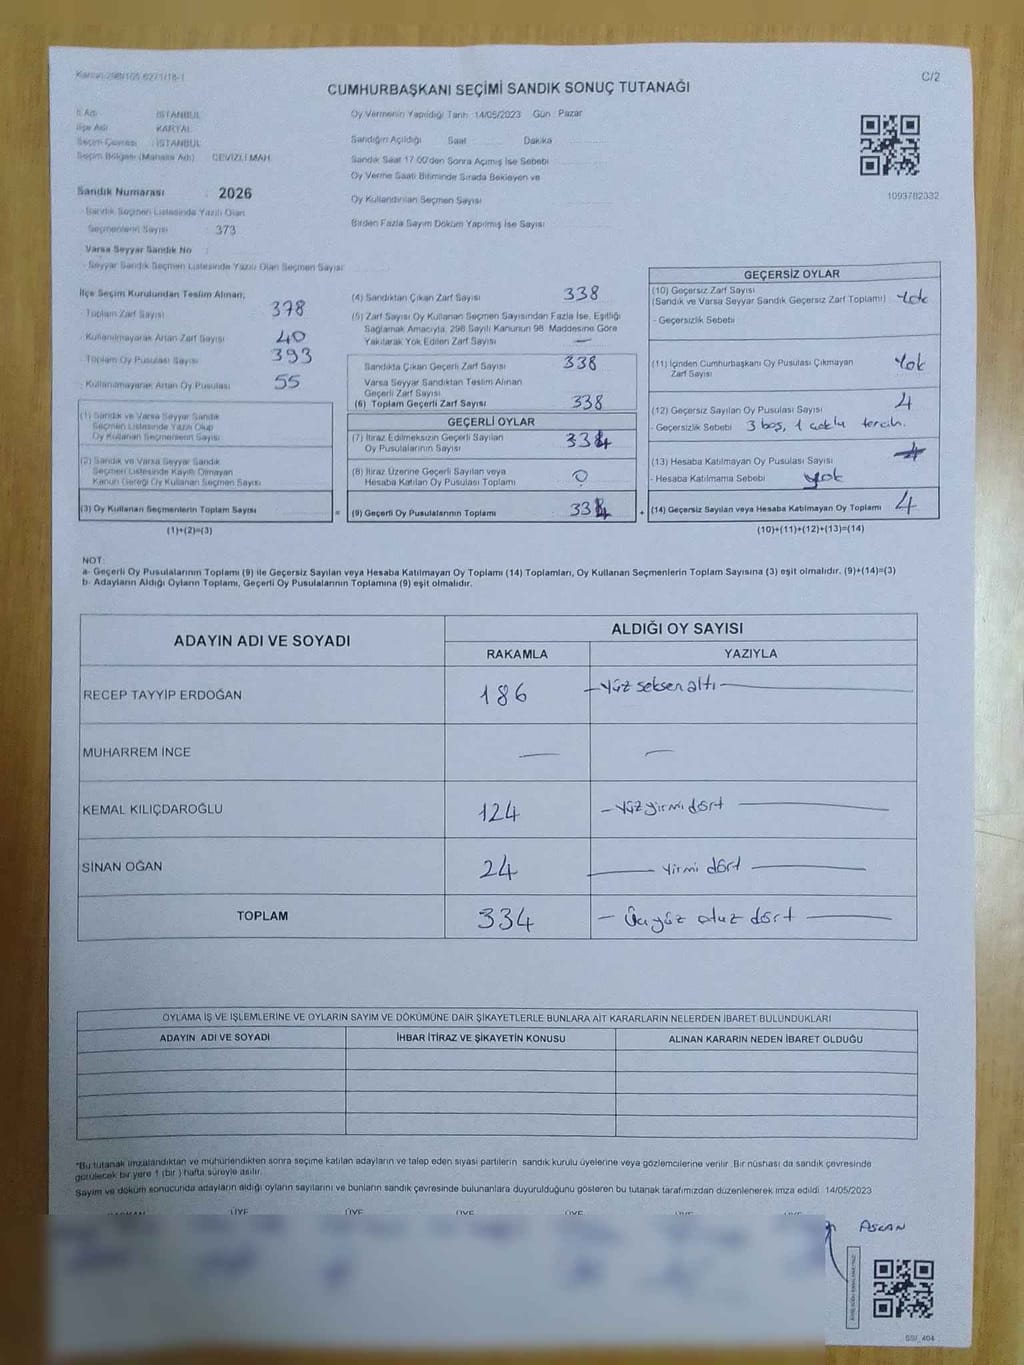 Kanun 298/105 6271/18-1
C/2
CUMHURBAŞKANI SEÇİMİ SANDIK SONUÇ TUTANAĞI
İl Adı İSTANBUL
İlçe Adı KARTAL
Seçim Çevresi : İSTANBUL
Seçim Bölgesi (Mahalle Adı) CEVİZLİ MAH.
Sandık Numarası : 2026
- Sandık Seçmen Listesinde Yazılı Olan
Seçmenlerin Sayısı 373
Varsa Seyyar Sandık No :
- Seyyar Sandık Seçmen Listesinde Yazılı Olan Seçmen Sayısı
Oy Vermenin Yapıldığı Tarih :14/05/2023 Gün : Pazar
Sandığın Açıldığı Saat Dakika
Sandık Saat 17.00'den Sonra Açılmış İse Sebebi
Oy Verme Saati Bitiminde Sırada Bekleyen ve
Oy Kullandırılan Seçmen Sayısı
Birden Fazla Sayım Döküm Yapılmış İse Sayısı
1093782332
İlçe Seçim Kurulundan Teslim Alınan;
- Toplam Zarf Sayısı 378
- Kullanılmayarak Artan Zarf Sayısı 40
- Toplam Oy Pusulası Sayısı 393
- Kullanılmayarak Artan Oy Pusulası 55
(1) Sandık ve Varsa Seyyar Sandık
Seçmen Listesinde Yazılı Olup
Oy Kullanan Seçmenlerin Sayısı
(2) Sandık ve Varsa Seyyar Sandık
Seçmen Listesinde Kayıtlı Olmayan
Kanun Gereği Oy Kullanan Seçmen Sayısı
(3) Oy Kullanan Seçmenlerin Toplam Sayısı =
(1)+(2)=(3)
(4) Sandıktan Çıkan Zarf Sayısı 338
(5) Zarf Sayısı Oy Kullanan Seçmen Sayısından Fazla İse, Eşitliği
Sağlamak Amacıyla, 298 Sayılı Kanunun 98. Maddesine Göre
Yakılarak Yok Edilen Zarf Sayısı —
Sandıkta Çıkan Geçerli Zarf Sayısı 338
Varsa Seyyar Sandıktan Teslim Alınan
Geçerli Zarf Sayısı
(6) Toplam Geçerli Zarf Sayısı 338
GEÇERLİ OYLAR
(7) İtiraz Edilmeksizin Geçerli Sayılan
Oy Pusulalarının Sayısı 334
(8) İtiraz Üzerine Geçerli Sayılan veya
Hesaba Katılan Oy Pusulası Toplamı 0
(9) Geçerli Oy Pusulalarının Toplamı 334 +
GEÇERSİZ OYLAR
(10) Geçersiz Zarf Sayısı
(Sandık ve Varsa Seyyar Sandık Geçersiz Zarf Toplamı) Yok
- Geçersizlik Sebebi
(11) İçinden Cumhurbaşkanı Oy Pusulası Çıkmayan
Zarf Sayısı Yok
(12) Geçersiz Sayılan Oy Pusulası Sayısı 4
- Geçersizlik Sebebi 3 boş, 1 çoklu tercih.
(13) Hesaba Katılmayan Oy Pusulası Sayısı
- Hesaba Katılmama Sebebi yok
(14) Geçersiz Sayılan veya Hesaba Katılmayan Oy Toplamı 4
(10)+(11)+(12)+(13)=(14)
NOT:
a- Geçerli Oy Pusulalarının Toplamı (9) ile Geçersiz Sayılan veya Hesaba Katılmayan Oy Toplamı (14) Toplamları, Oy Kullanan Seçmenlerin Toplam Sayısına (3) eşit olmalıdır. (9)+(14)=(3)
b- Adayların Aldığı Oyların Toplamı, Geçerli Oy Pusulalarının Toplamına (9) eşit olmalıdır.
ADAYIN ADI VE SOYADI ALDIĞI OY SAYISI
RAKAMLA YAZIYLA
RECEP TAYYİP ERDOĞAN 186 — Yüz seksen altı —
MUHARREM İNCE — —
KEMAL KILIÇDAROĞLU 124 — Yüz yirmi dört —
SİNAN OĞAN 24 — Yirmi dört —
TOPLAM 334 — Üç yüz otuz dört —
OYLAMA İŞ VE İŞLEMLERİNE VE OYLARIN SAYIM VE DÖKÜMÜNE DAİR ŞİKAYETLERLE BUNLARA AİT KARARLARIN NELERDEN İBARET BULUNDUKLARI
ADAYIN ADI VE SOYADI İHBAR İTİRAZ VE ŞİKAYETİN KONUSU ALINAN KARARIN NEDEN İBARET OLDUĞU
*Bu tutanak imzalandıktan ve mühürlendikten sonra seçime katılan adayların ve talep eden siyasi partilerin sandık kurulu üyelerine veya gözlemcilerine verilir. Bir nüshası da sandık çevresinde
görülecek bir yere 1 (bir ) hafta süreyle asılır.
Sayım ve döküm sonucunda adayların aldığı oyların sayılarını ve bunların sandık çevresinde bulunanlara duyurulduğunu gösteren bu tutanak tarafımızdan düzenlenerek imza edildi. 14/05/2023
BAŞKAN ÜYE ÜYE ÜYE ÜYE ÜYE ÜYE
ASLAN